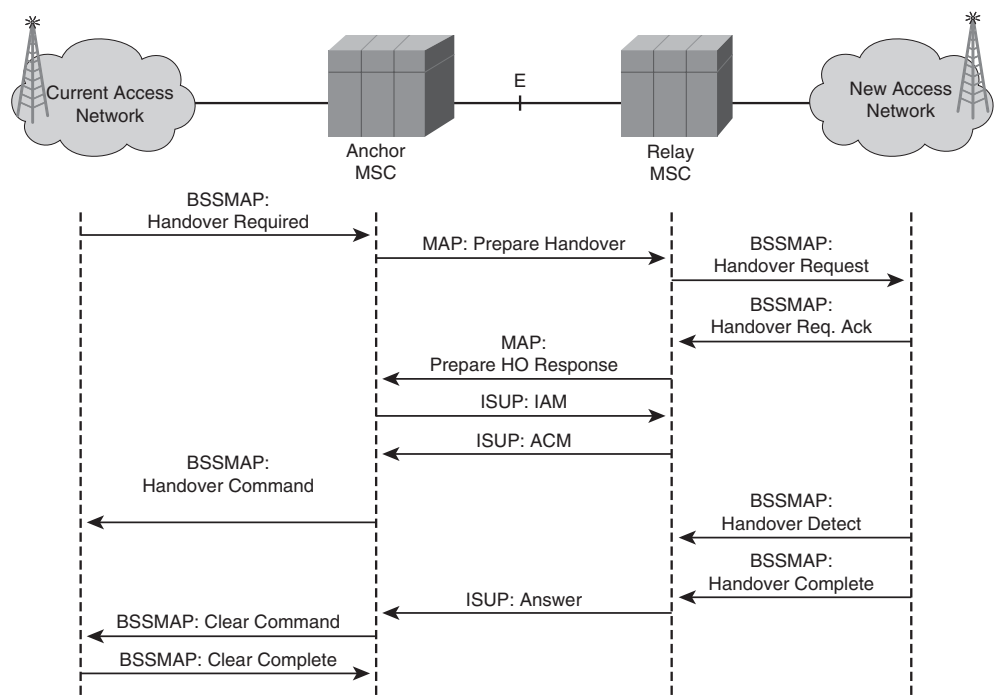 E
Current Access
Network
New Access
Network
Anchor
MSC
Relay
MSC
BSSMAP:
Handover Required
MAP: Prepare Handover
BSSMAP:
Handover Request
BSSMAP:
Handover Req. Ack
MAP:
Prepare HO Response
ISUP: IAM
ISUP: ACM
BSSMAP:
Handover Command
BSSMAP:
Handover Detect
BSSMAP:
Handover Complete
ISUP: Answer
BSSMAP: Clear Command
BSSMAP: Clear Complete